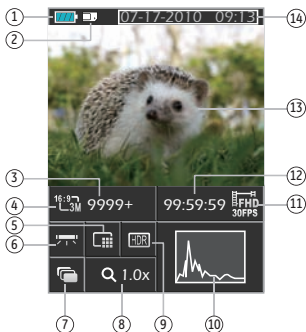 ① 07-17-2010 09:13 ⑭
②
⑬
③ ⑫
④ 16:9 3M 9999+ 99:59:59 FHD 30FPS ⑪
⑤
⑥ HDR
1.0x
⑦ ⑧ ⑨ ⑩